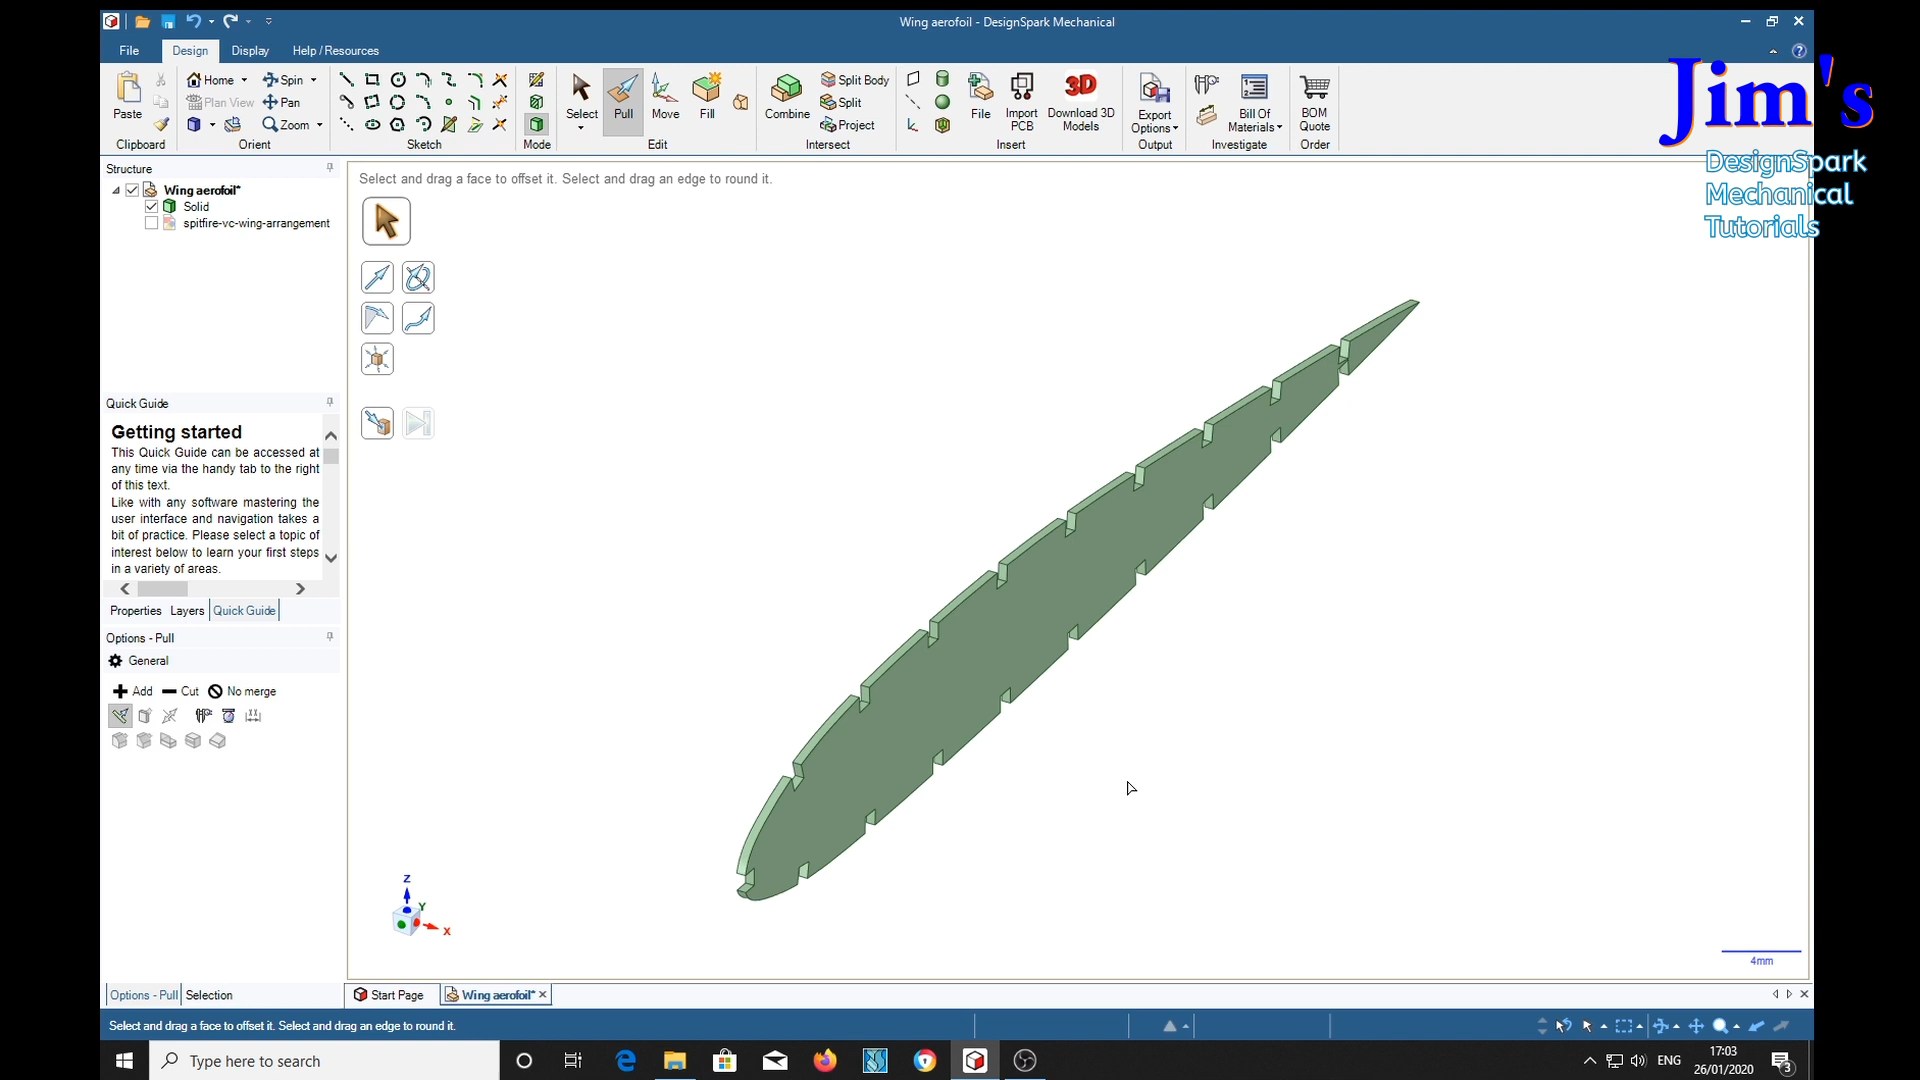 Wing aerofoil - DesignSpark Mechanical
File
Design
Display
Help / Resources
Jim's
DesignSpark
Mechanical
Tutorials
Paste
Clipboard
Home
Spin
Plan View
Pan
Zoom
Orient
Sketch
Mode
Select
Pull
Move
Fill
Edit
Combine
Split Body
Split
Project
Intersect
File
Import
PCB
Download 3D
Models
Insert
Export
Options
Output
Bill Of
Materials
Investigate
BOM
Quote
Order
Structure
Wing aerofoil*
Solid
spitfire-vc-wing-arrangement
Select and drag a face to offset it. Select and drag an edge to round it.
Quick Guide
Getting started
This Quick Guide can be accessed at
any time via the handy tab to the right
of this text.
Like with any software mastering the
user interface and navigation takes a
bit of practice. Please select a topic of
interest below to learn your first steps
in a variety of areas.
Properties
Layers
Quick Guide
Options - Pull
General
Add
Cut
No merge
Z
Y
X
4mm
Options - Pull
Selection
Start Page
Wing aerofoil*
Select and drag a face to offset it. Select and drag an edge to round it.
Type here to search
ENG
17:03
26/01/2020
3